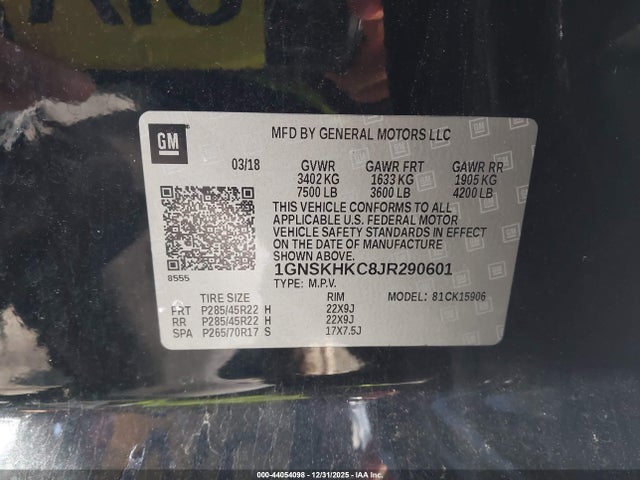 GM
MFD BY GENERAL MOTORS LLC
03/18 GVWR GAWR FRT GAWR RR
3402 KG 1633 KG 1905 KG
7500 LB 3600 LB 4200 LB
THIS VEHICLE CONFORMS TO ALL
APPLICABLE U.S. FEDERAL MOTOR
VEHICLE SAFETY STANDARDS IN EFFECT
ON THE DATE OF MANUFACTURE
SHOWN ABOVE.
8555
1GNSKHKC8JR290601
TYPE: M.P.V.
TIRE SIZE RIM MODEL: 81CK15906
FRT P285/45R22 H 22X9J
RR P285/45R22 H 22X9J
SPA P265/70R17 S 17X7.5J
000-44054098 - 12/31/2025 - IAA Inc.